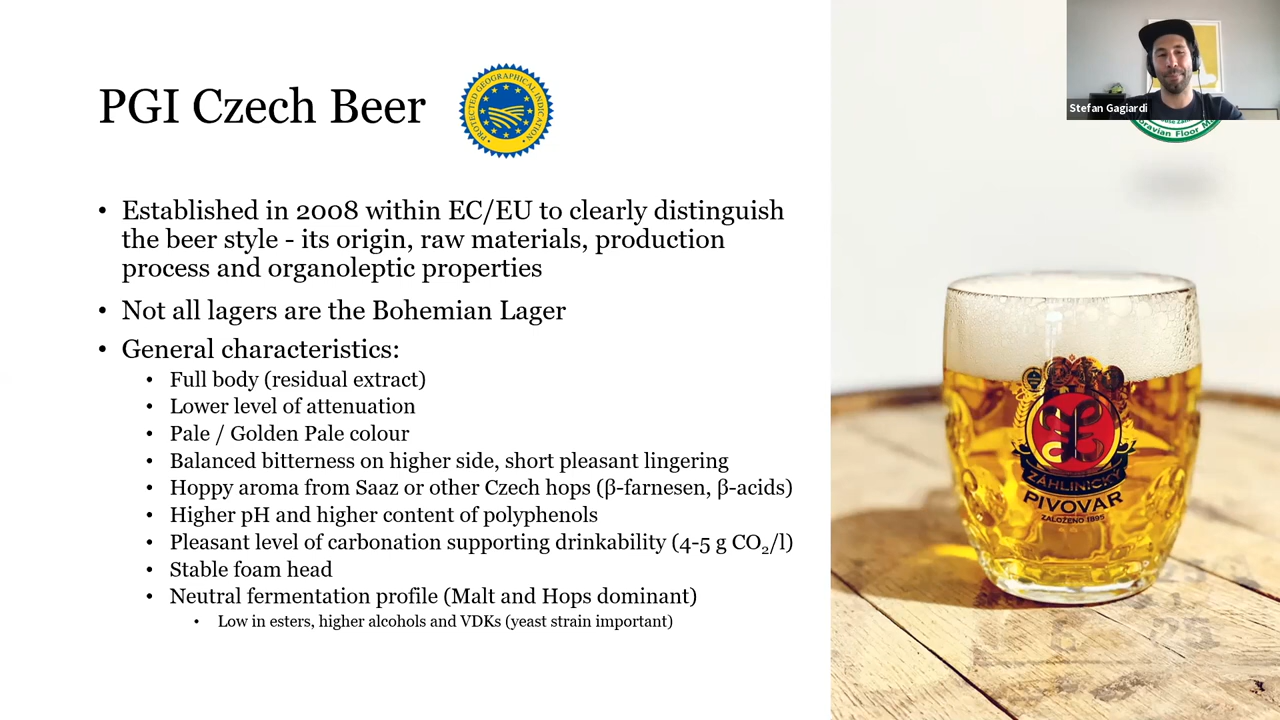 PGI Czech Beer
PROTECTED GEOGRAPHICAL INDICATION
• Established in 2008 within EC/EU to clearly distinguish
the beer style - its origin, raw materials, production
process and organoleptic properties
• Not all lagers are the Bohemian Lager
• General characteristics:
• Full body (residual extract)
• Lower level of attenuation
• Pale / Golden Pale colour
• Balanced bitterness on higher side, short pleasant lingering
• Hoppy aroma from Saaz or other Czech hops (β-farnesen, β-acids)
• Higher pH and higher content of polyphenols
• Pleasant level of carbonation supporting drinkability (4-5 g CO₂/l)
• Stable foam head
• Neutral fermentation profile (Malt and Hops dominant)
• Low in esters, higher alcohols and VDKs (yeast strain important)
Stefan Gagiardi
Floor
ZÁHLINICKÝ
PIVOVAR
ZALOŽENO 1895
25